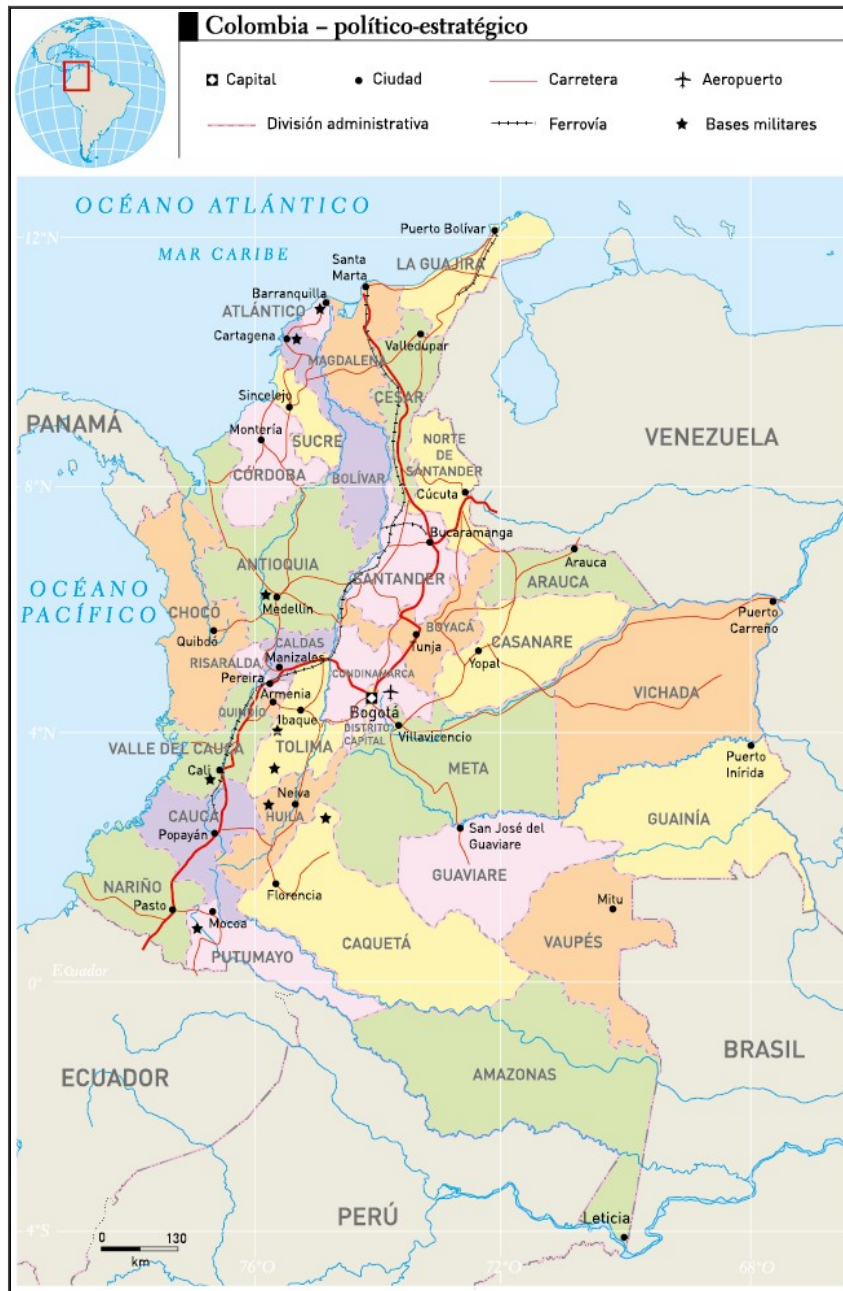 Colombia – político-estratégico
Capital
Ciudad
Carretera
Aeropuerto
División administrativa
Ferrovía
Bases militares
OCÉANO ATLÁNTICO
MAR CARIBE
12°N
Puerto Bolívar
LA GUAJIRA
Santa
Marta
Barranquilla
ATLÁNTICO
Cartagena
MAGDALENA
Valledupar
CESAR
Sincelejo
PANAMÁ
Montería
SUCRE
NORTE
DE
SANTANDER
VENEZUELA
CÓRDOBA
BOLÍVAR
8°N
Cúcuta
Bucaramanga
ANTIOQUIA
SANTANDER
Arauca
ARAUCA
OCÉANO
PACÍFICO
CHOCÓ
Medellín
Puerto
Carreño
Quibdó
BOYACÁ
Tunja
CASANARE
CALDAS
Manizales
RISARALDA
Yopal
Pereira
CONDINAMARCA
VICHADA
Armenia
QUINDÍO
Ibaque
Bogotá
DISTRITO
CAPITAL
Villavicencio
4°N
VALLE DEL CAUCA
TOLIMA
META
Puerto
Inírida
Cali
Neiva
HUILA
CAUCA
GUAINÍA
Popayán
San José del
Guaviare
GUAVIARE
NARIÑO
Florencia
Mitu
Pasto
Mocoa
CAQUETÁ
VAUPÉS
PUTUMAYO
Ecuador
0°
ECUADOR
AMAZONAS
BRASIL
PERÚ
Leticia
4°S
0
130
km
76°O
72°O
68°O